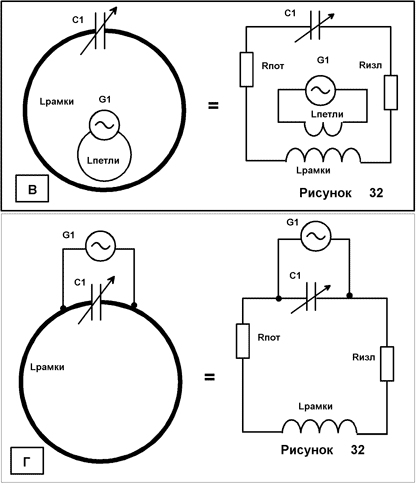 C1
Lрамки
G1
Lпетли
В
=
C1
Rпот
G1
Rизл
Lпетли
Lрамки
Рисунок 32
G1
C1
Lрамки
Г
=
G1
C1
Rпот
Rизл
Lрамки
Рисунок 32